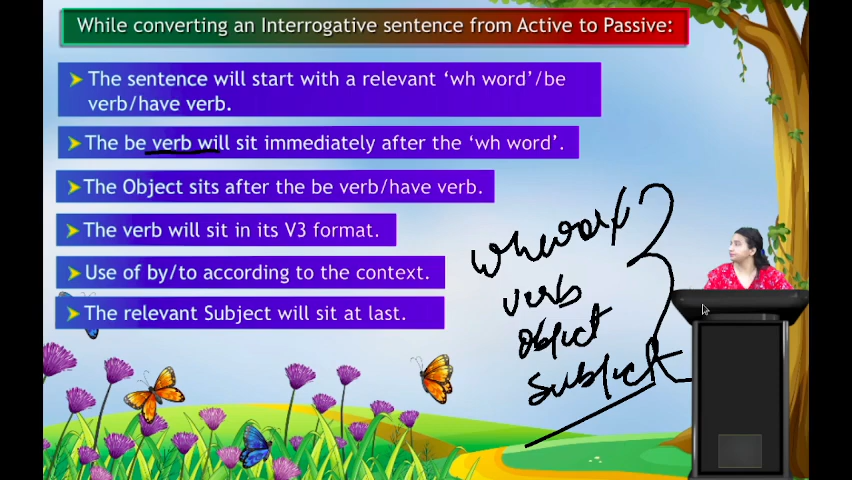 While converting an Interrogative sentence from Active to Passive:
The sentence will start with a relevant ‘wh word’/be
verb/have verb.
The be verb will sit immediately after the ‘wh word’.
The Object sits after the be verb/have verb.
The verb will sit in its V3 format.
Use of by/to according to the context.
The relevant Subject will sit at last.
verb
object
subject